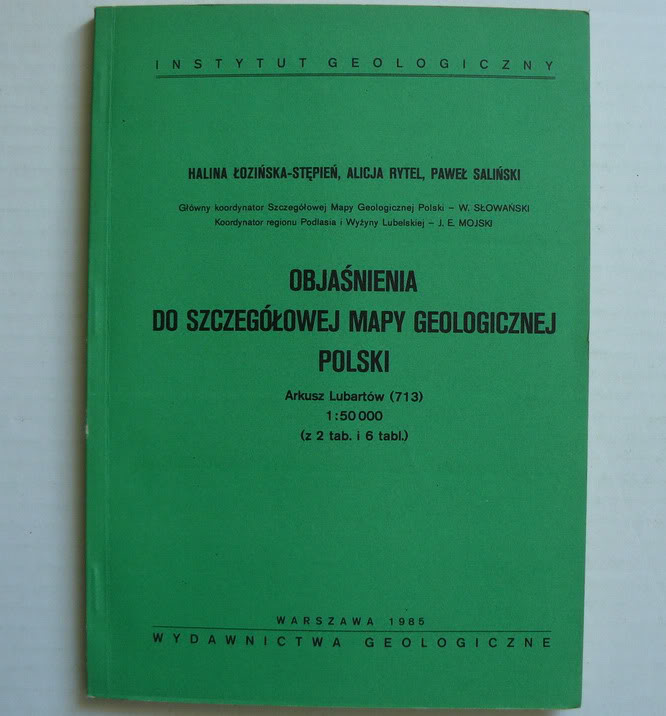 INSTYTUT GEOLOGICZNY
HALINA ŁOZIŃSKA-STĘPIEŃ, ALICJA RYTEL, PAWEŁ SALIŃSKI
Główny koordynator Szczegółowej Mapy Geologicznej Polski – W. SŁOWAŃSKI
Koordynator regionu Podlasia i Wyżyny Lubelskiej – J. E. MOJSKI
OBJAŚNIENIA
DO SZCZEGÓŁOWEJ MAPY GEOLOGICZNEJ
POLSKI
Arkusz Lubartów (713)
1:50 000
(z 2 tab. i 6 tabl.)
WARSZAWA 1985
WYDAWNICTWA GEOLOGICZNE